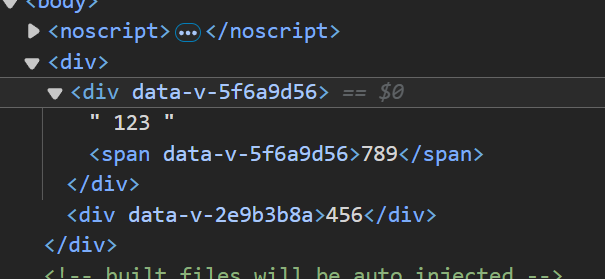 <body>
<noscript>•••</noscript>
<div>
<div data-v-5f6a9d56> == $0
" 123 "
<span data-v-5f6a9d56>789</span>
</div>
<div data-v-2e9b3b8a>456</div>
</div>
<!-- built files will be auto injected -->